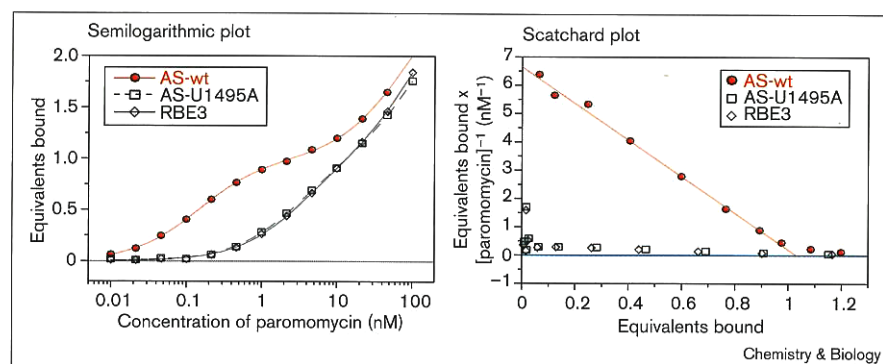 Semilogarithmic plot
AS-wt
AS-U1495A
RBE3
2.0
1.5
1.0
0.5
0
Equivalents bound
0.01 0.1 1 10 100
Concentration of paromomycin (nM)
Scatchard plot
AS-wt
AS-U1495A
RBE3
7
6
5
4
3
2
1
0
−1
Equivalents bound x
[paromomycin]−1 (nM−1)
0 0.2 0.4 0.6 0.8 1.0 1.2
Equivalents bound
Chemistry & Biology